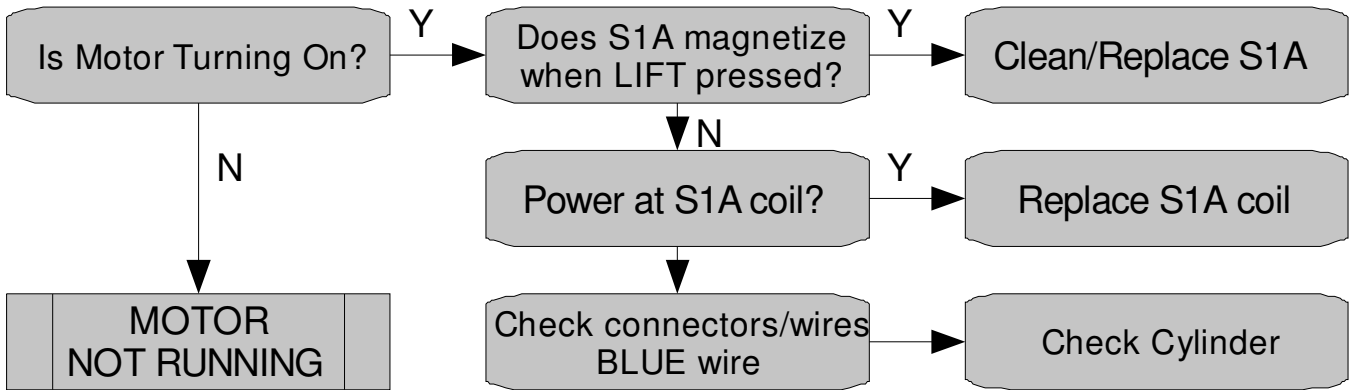 Is Motor Turning On?
Y
Does S1A magnetize
when LIFT pressed?
Y
Clean/Replace S1A
N
N
Power at S1A coil?
Y
Replace S1A coil
MOTOR
NOT RUNNING
Check connectors/wires
BLUE wire
Check Cylinder